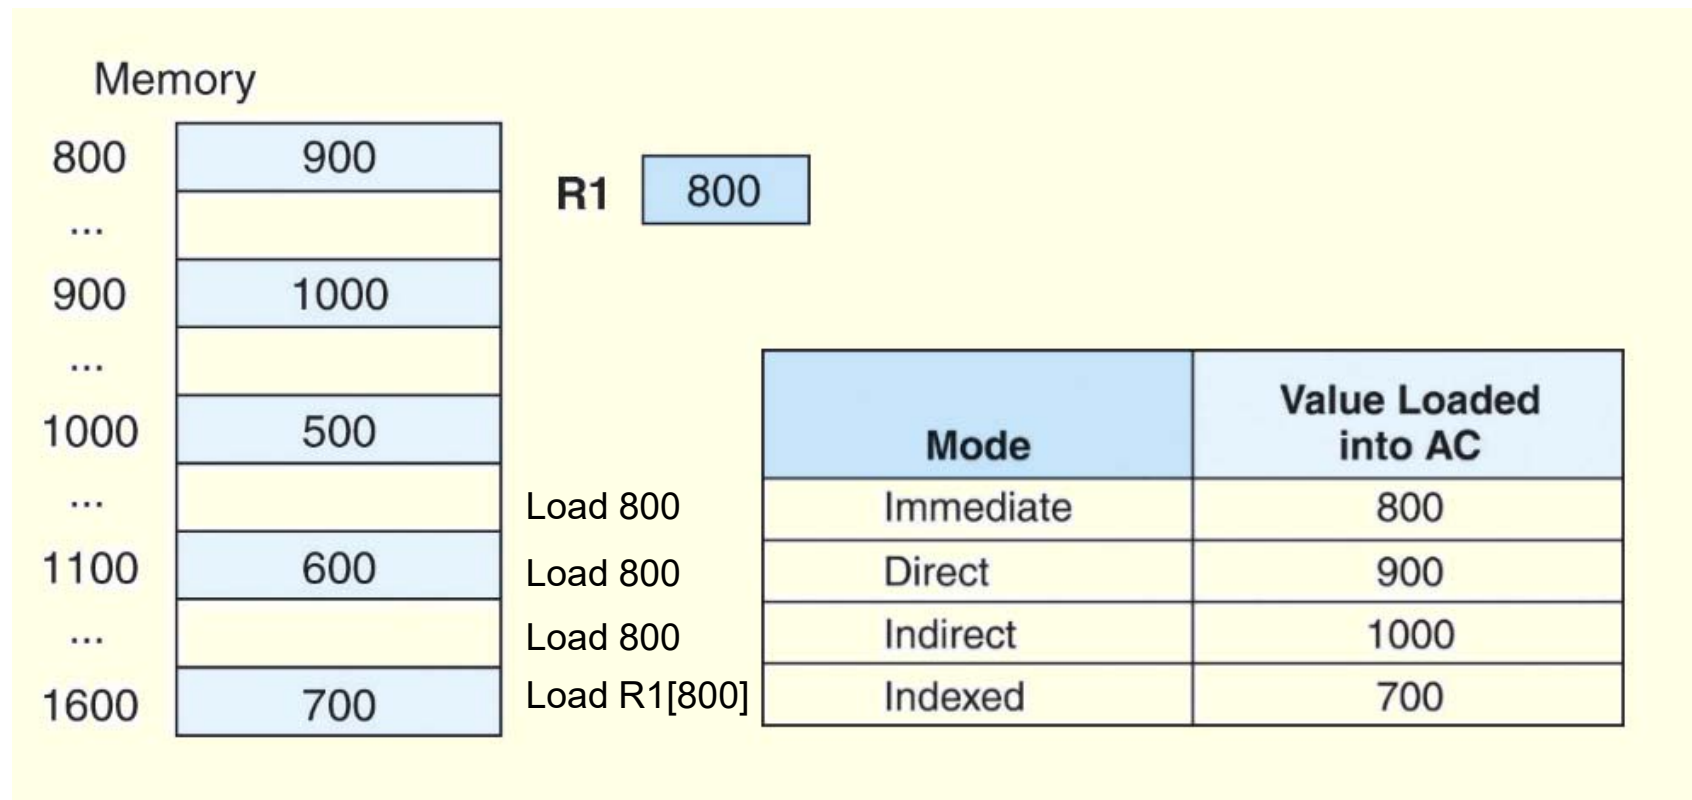 Memory
800 900
...
900 1000
...
1000 500
...
1100 600
...
1600 700
R1 800
Mode Value Loaded
into AC
Load 800 Immediate 800
Load 800 Direct 900
Load 800 Indirect 1000
Load R1[800] Indexed 700